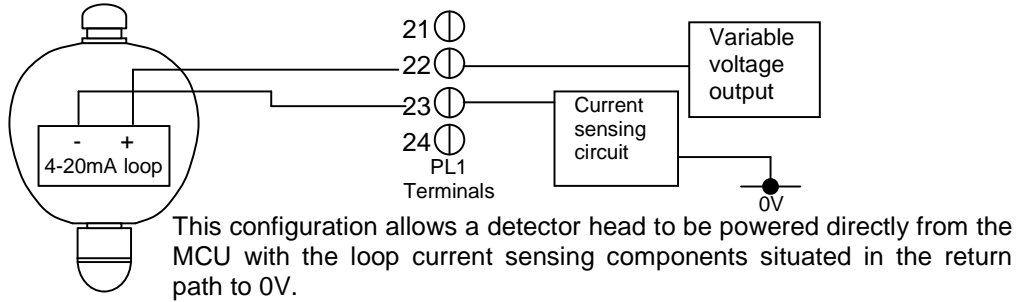 21
22
Variable
voltage
output
- +
4-20mA loop
23
24
PL1
Terminals
Current
sensing
circuit
0V
This configuration allows a detector head to be powered directly from the
MCU with the loop current sensing components situated in the return
path to 0V.